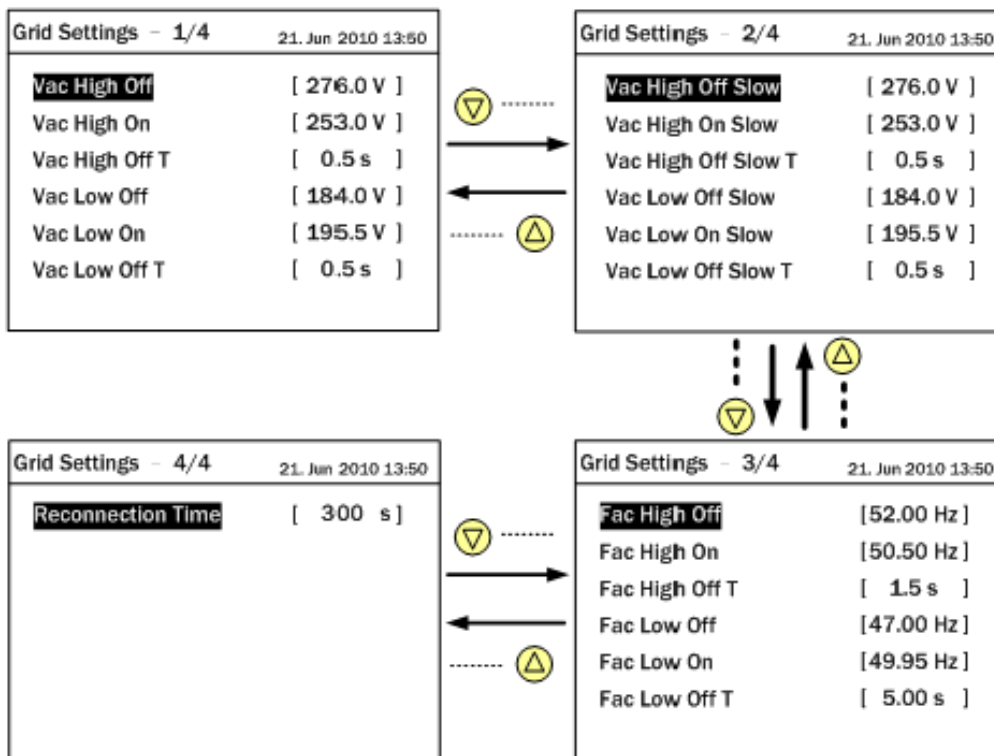 Grid Settings – 1/4 21. Jun 2010 13:50
Vac High Off [ 276.0 V ]
Vac High On [ 253.0 V ]
Vac High Off T [ 0.5 s ]
Vac Low Off [ 184.0 V ]
Vac Low On [ 195.5 V ]
Vac Low Off T [ 0.5 s ]
Grid Settings – 2/4 21. Jun 2010 13:50
Vac High Off Slow [ 276.0 V ]
Vac High On Slow [ 253.0 V ]
Vac High Off Slow T [ 0.5 s ]
Vac Low Off Slow [ 184.0 V ]
Vac Low On Slow [ 195.5 V ]
Vac Low Off Slow T [ 0.5 s ]
Grid Settings – 4/4 21. Jun 2010 13:50
Reconnection Time [ 300 s ]
Grid Settings – 3/4 21. Jun 2010 13:50
Fac High Off [52.00 Hz ]
Fac High On [50.50 Hz ]
Fac High Off T [ 1.5 s ]
Fac Low Off [47.00 Hz ]
Fac Low On [49.95 Hz ]
Fac Low Off T [ 5.00 s ]